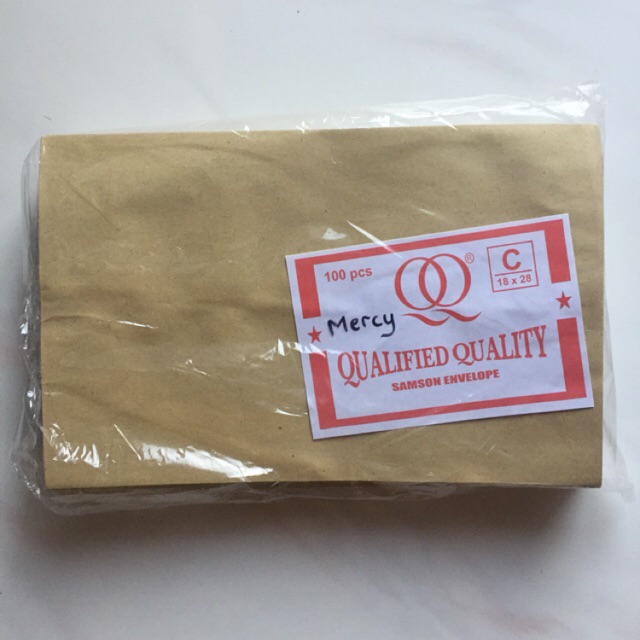 100 pcs
QQ®
C
18 x 28
Mercy
QUALIFIED QUALITY
SAMSON ENVELOPE